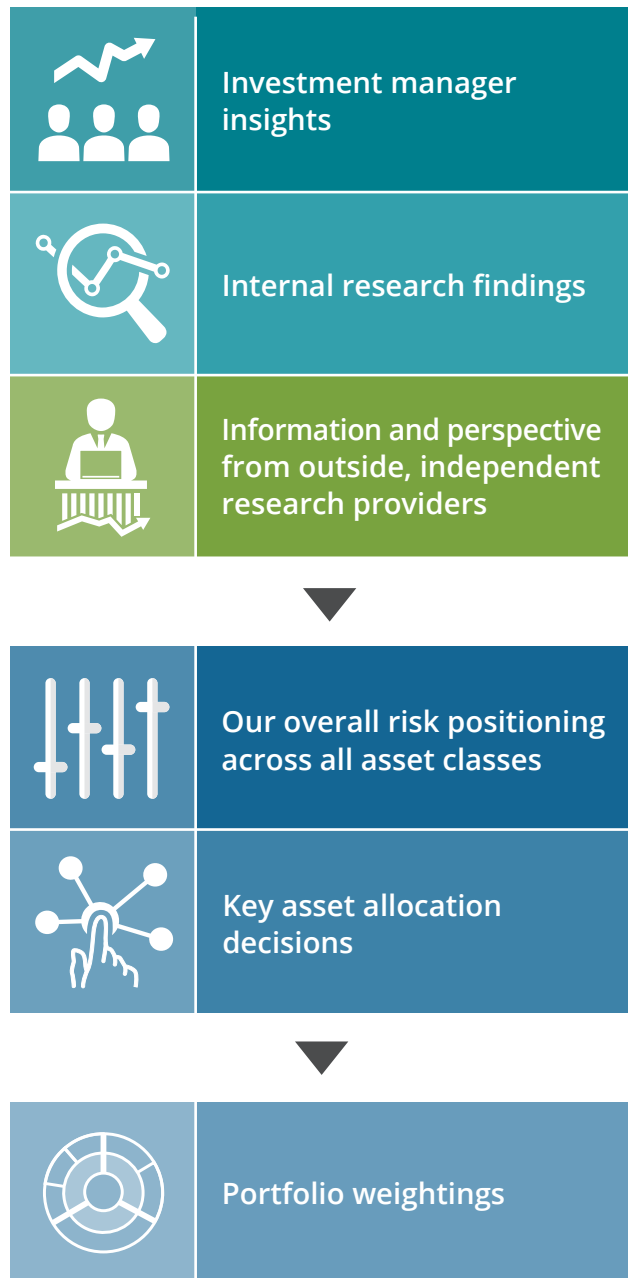 Investment manager
insights
Internal research findings
Information and perspective
from outside, independent
research providers
Our overall risk positioning
across all asset classes
Key asset allocation
decisions
Portfolio weightings